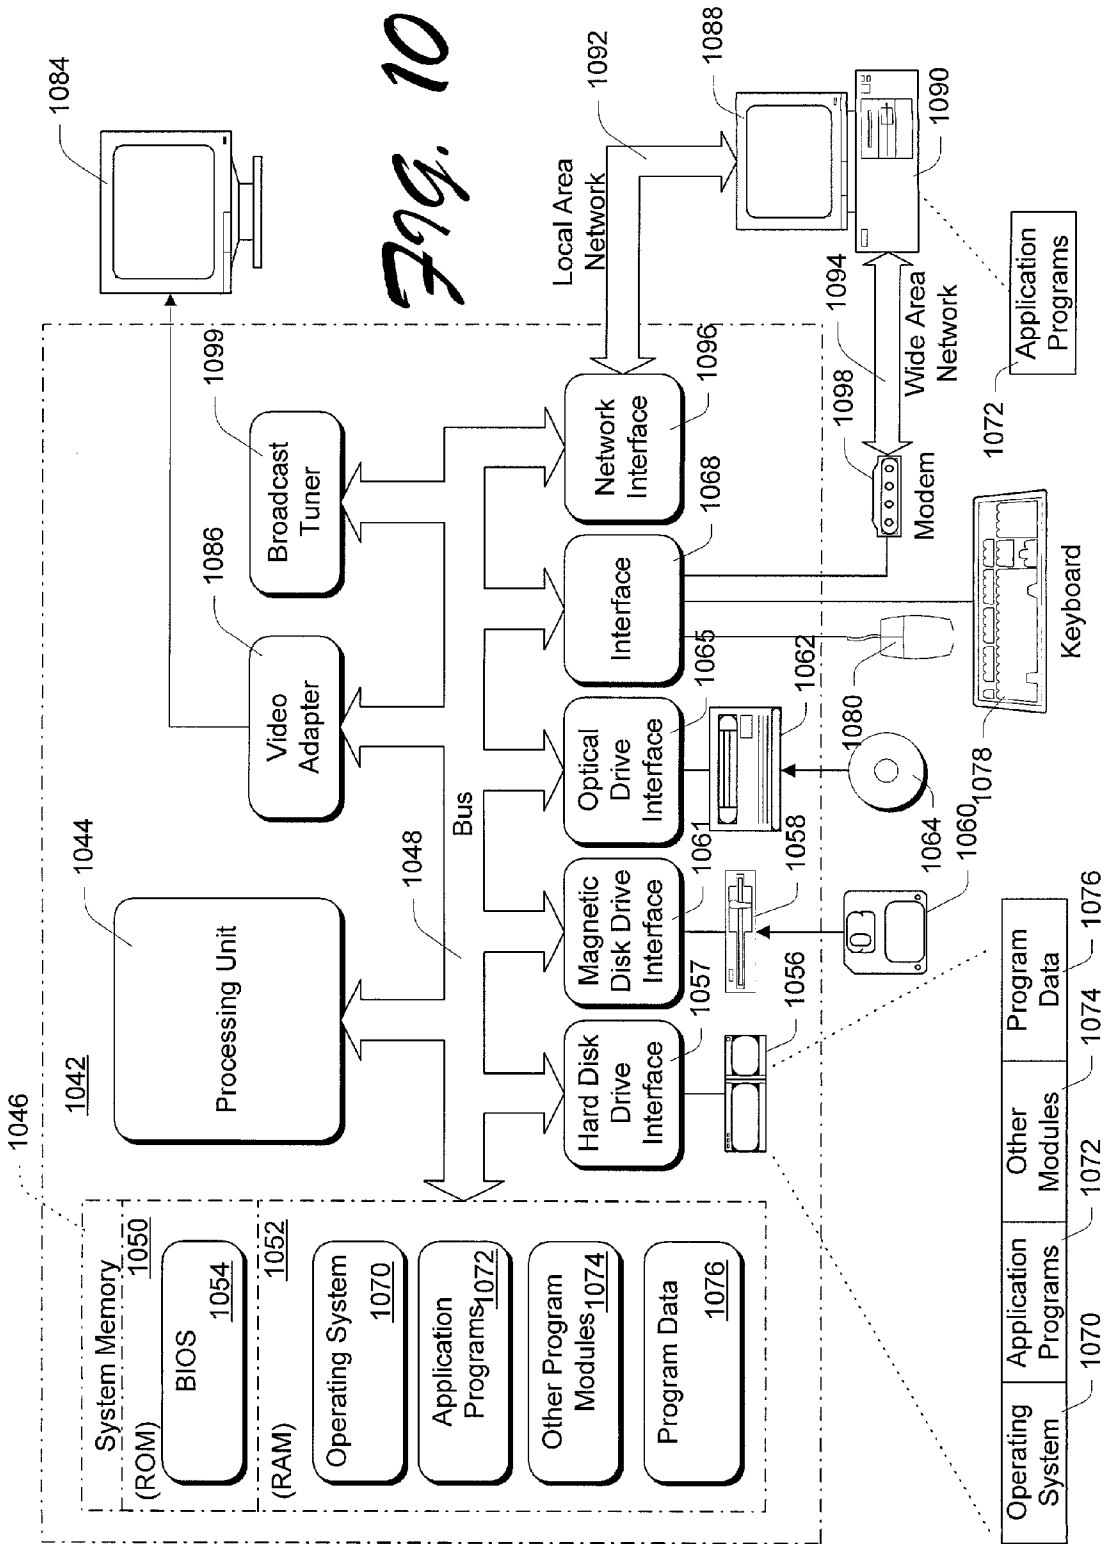 1046
System Memory
(ROM) 1050
BIOS
1054
(RAM) 1052
Operating System
1070
Application
Programs 1072
Other Program
Modules 1074
Program Data
1076
1042
1044
Processing Unit
1086
Video
Adapter
1099
Broadcast
Tuner
1084
FIG. 10
1048
Bus
Hard Disk
Drive
Interface
1057
Magnetic
Disk Drive
Interface
1061
Optical
Drive
Interface
1065
Interface
1068
Network
Interface
1096
Local Area
Network
1092
1088
1056
1058
1062
1060
1064
1080
1078
Keyboard
Modem
1098
1094
Wide Area
Network
1090
1072
Application
Programs
Operating
System
Application
Programs
Other
Modules
Program
Data
1070
1072
1074
1076